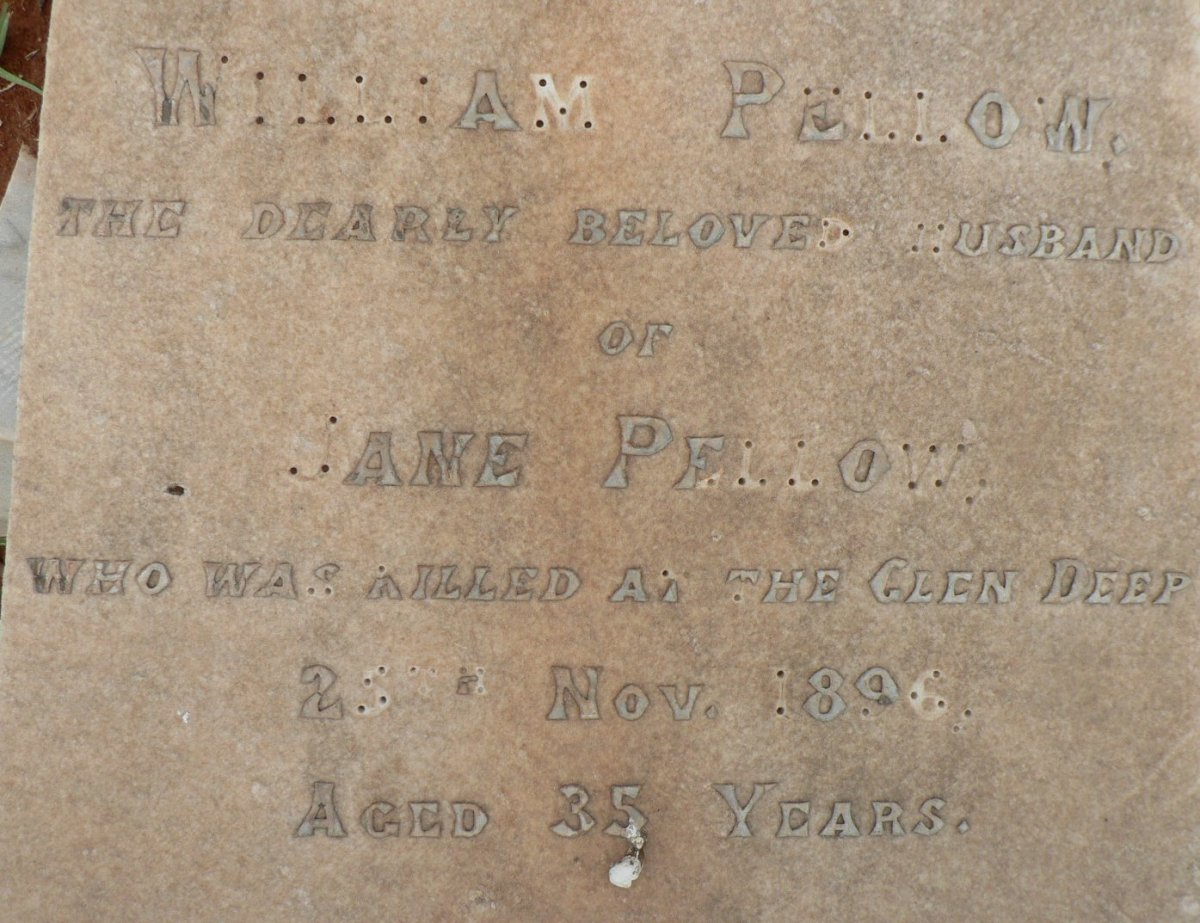 WILLIAM PELLOW.
THE DEARLY BELOVED HUSBAND
OF
JANE PELLOW,
WHO WAS KILLED AT THE GLEN DEEP
25TH NOV. 1896,
AGED 35 YEARS.